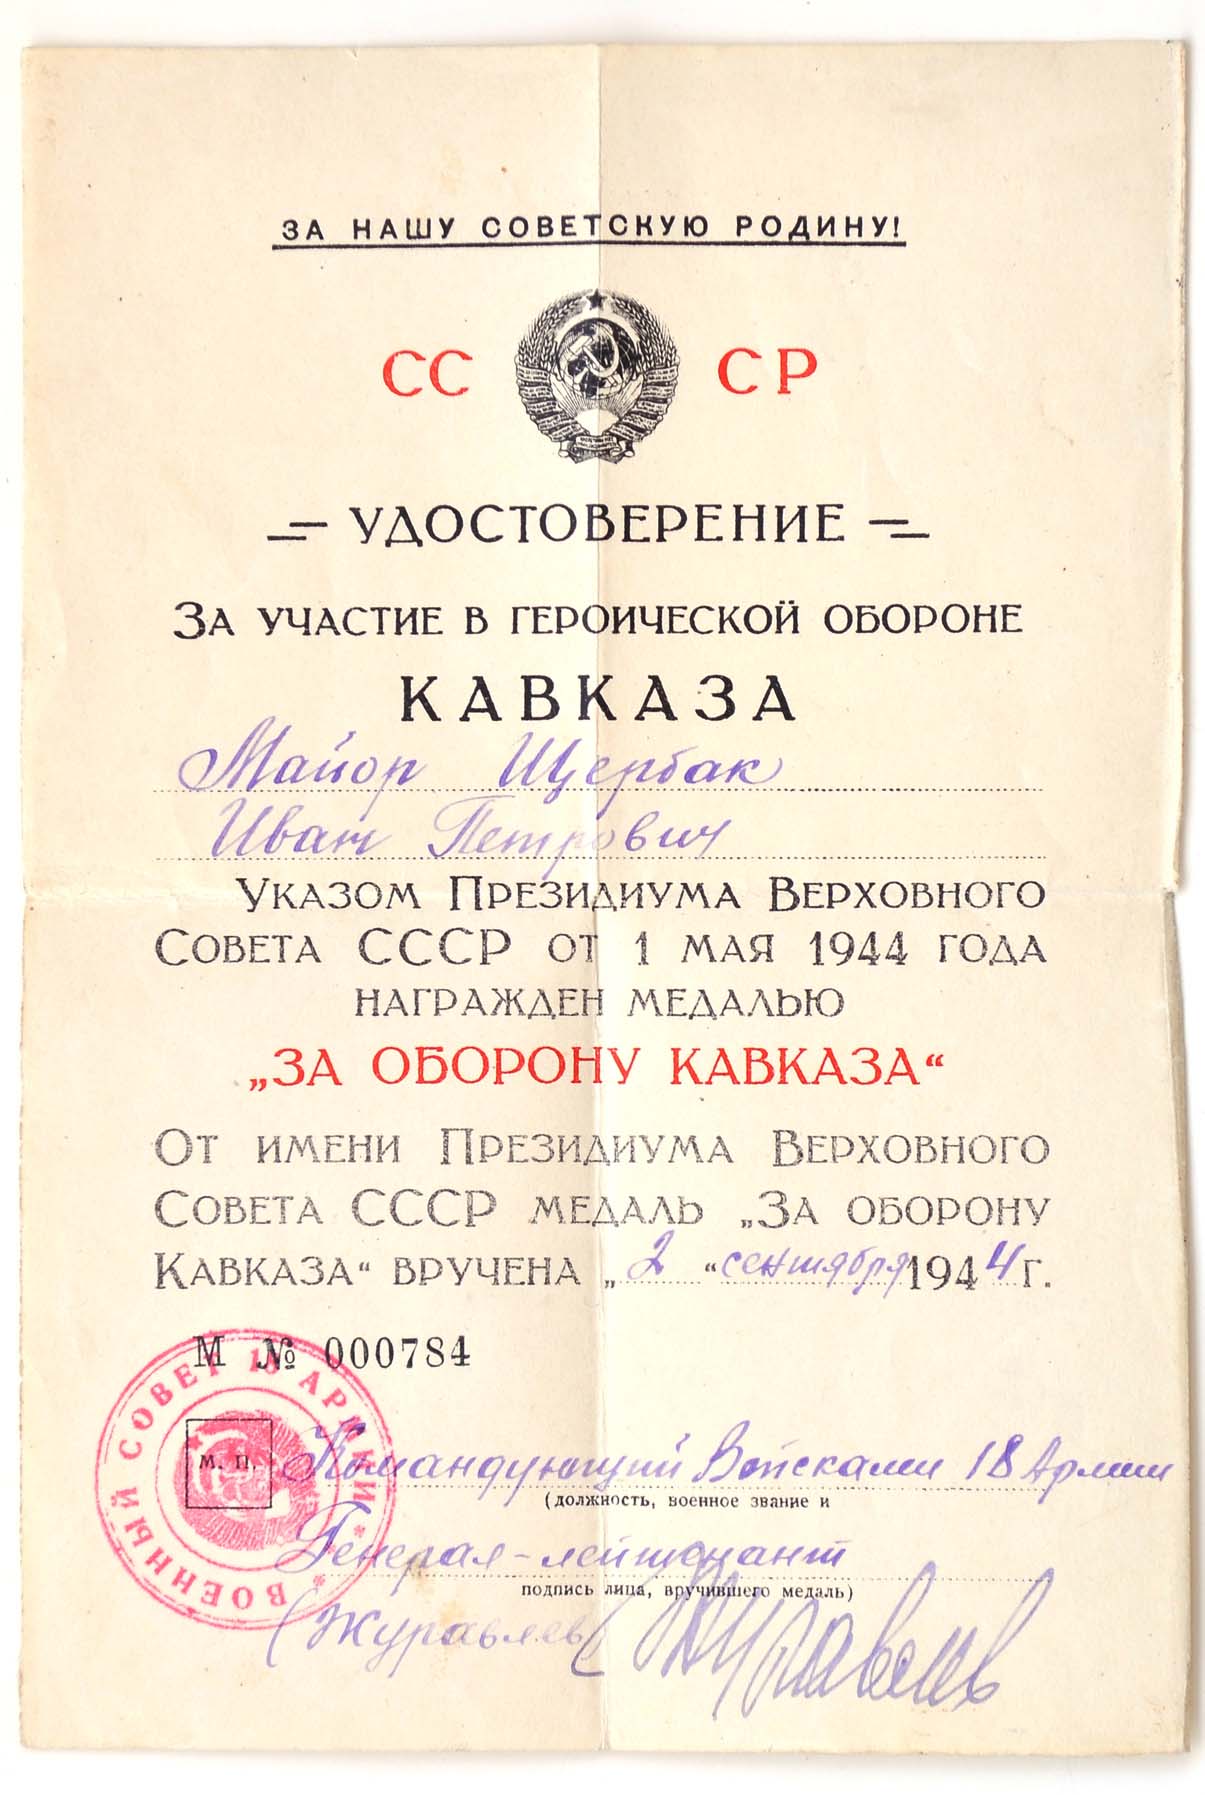 ЗА НАШУ СОВЕТСКУЮ РОДИНУ!
СС СР
УДОСТОВЕРЕНИЕ
ЗА УЧАСТИЕ В ГЕРОИЧЕСКОЙ ОБОРОНЕ
КАВКАЗА
Майор Щербак
Иван Петрович
УКАЗОМ ПРЕЗИДИУМА ВЕРХОВНОГО
СОВЕТА СССР ОТ 1 МАЯ 1944 ГОДА
НАГРАЖДЕН МЕДАЛЬЮ
„ЗА ОБОРОНУ КАВКАЗА“
ОТ ИМЕНИ ПРЕЗИДИУМА ВЕРХОВНОГО
СОВЕТА СССР МЕДАЛЬ „ЗА ОБОРОНУ
КАВКАЗА“ ВРУЧЕНА „2“ сентября 1944 Г.
М № 000784
ВОЕННЫЙ СОВЕТ 18 АРМИИ
М. П.
Командующий Войсками 18 Армии
(должность, военное звание и
Генерал-лейтенант
подпись лица, вручившего медаль)
(Журавлев) Журавлев